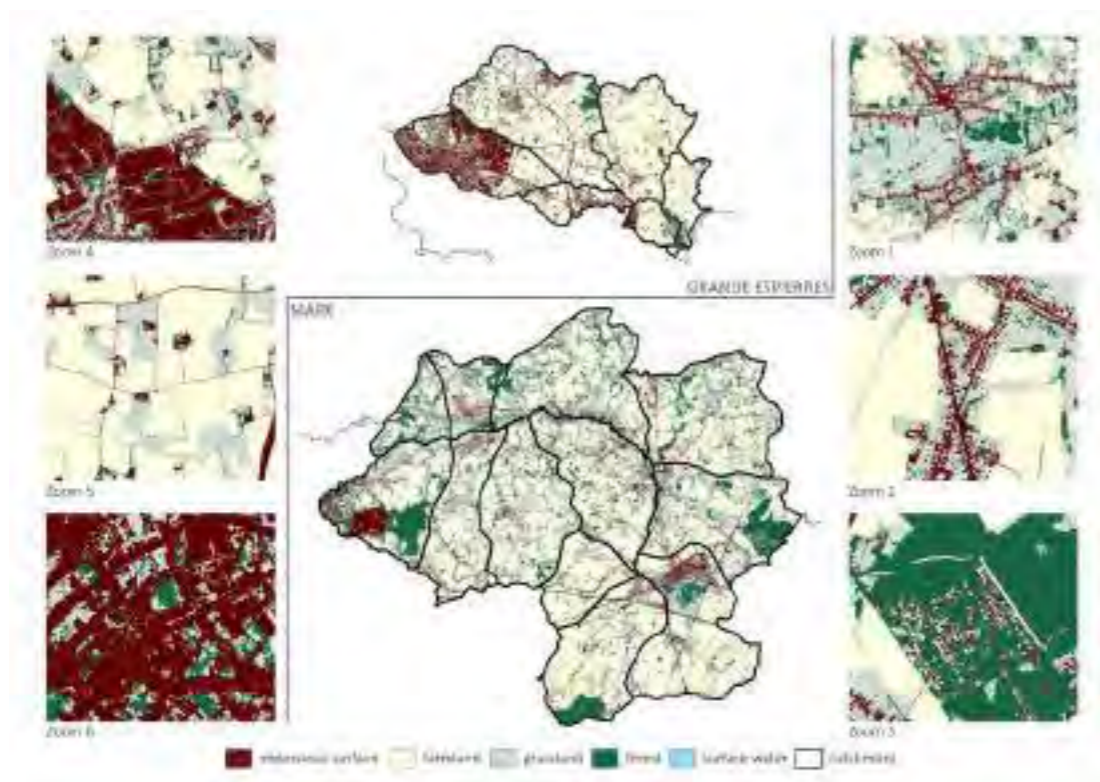 Zoom 4
Zoom 1
GRANDE ESPIERRES
MARK
Zoom 5
Zoom 2
Zoom 6
Zoom 3
impervious surface farmland grassland forest surface water catchment